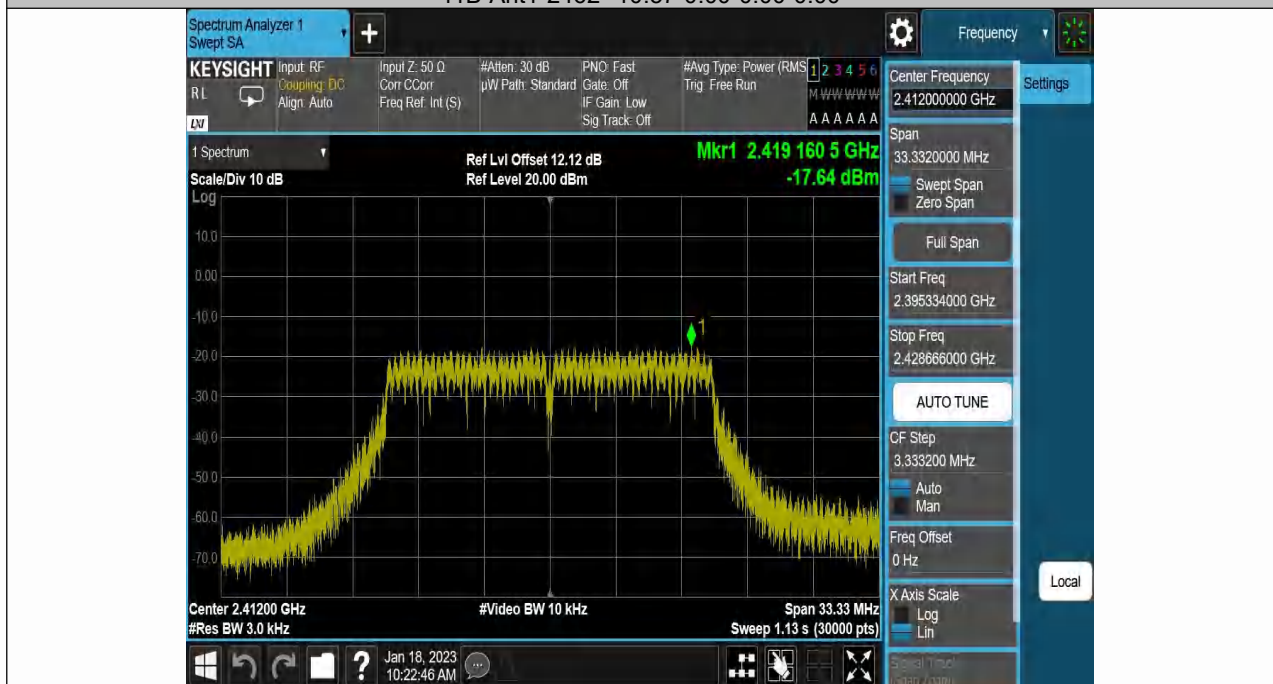 Spectrum Analyzer 1
Swept SA
+
Frequency
KEYSIGHT
RL
LXI
Input: RF
Coupling: DC
Align: Auto
Input Z: 50 Ω
Corr CCorr
Freq Ref: Int (S)
#Atten: 30 dB
µW Path: Standard
PNO: Fast
Gate: Off
IF Gain: Low
Sig Track: Off
#Avg Type: Power (RMS
Trig: Free Run
1 2 3 4 5 6
M W W W W W
A A A A A A
1 Spectrum
Scale/Div 10 dB
Log
Ref Lvl Offset 12.12 dB
Ref Level 20.00 dBm
Mkr1 2.419 160 5 GHz
-17.64 dBm
10.0
0.00
-10.0
-20.0
-30.0
-40.0
-50.0
-60.0
-70.0
1
Center 2.41200 GHz
#Res BW 3.0 kHz
#Video BW 10 kHz
Span 33.33 MHz
Sweep 1.13 s (30000 pts)
Center Frequency
2.412000000 GHz
Settings
Span
33.3320000 MHz
Swept Span
Zero Span
Full Span
Start Freq
2.395334000 GHz
Stop Freq
2.428666000 GHz
AUTO TUNE
CF Step
3.333200 MHz
Auto
Man
Freq Offset
0 Hz
X Axis Scale
Log
Lin
Local
?
Jan 18, 2023
10:22:46 AM